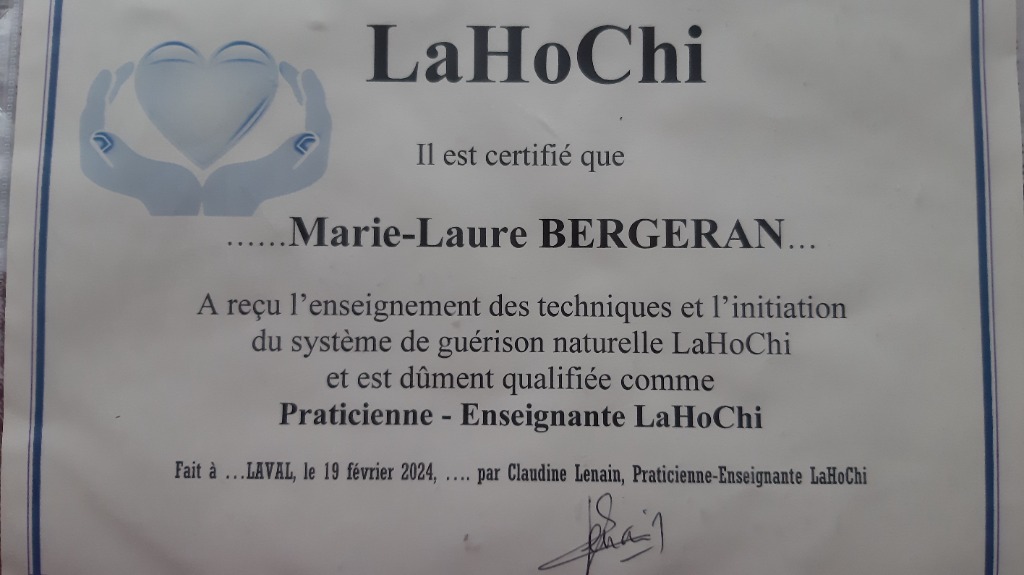 LaHoChi
Il est certifié que
......Marie-Laure BERGERAN...
A reçu l’enseignement des techniques et l’initiation
du système de guérison naturelle LaHoChi
et est dûment qualifiée comme
Praticienne - Enseignante LaHoChi
Fait à ...LAVAL, le 19 février 2024, .... par Claudine Lenain, Praticienne-Enseignante LaHoChi